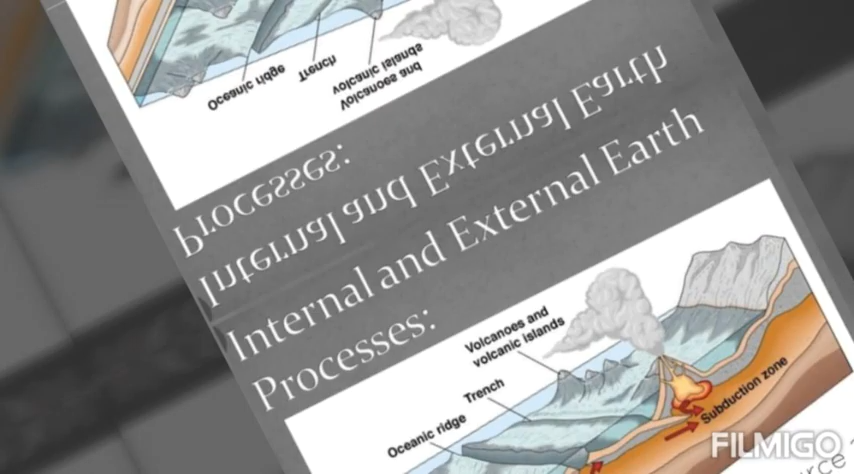 Oceanic ridge
Trench
Volcanoes and
volcanic islands
Processes:
Internal and External Earth
Internal and External Earth
Processes:
Volcanoes and
volcanic islands
Trench
Oceanic ridge
Subduction zone
FILMIGO